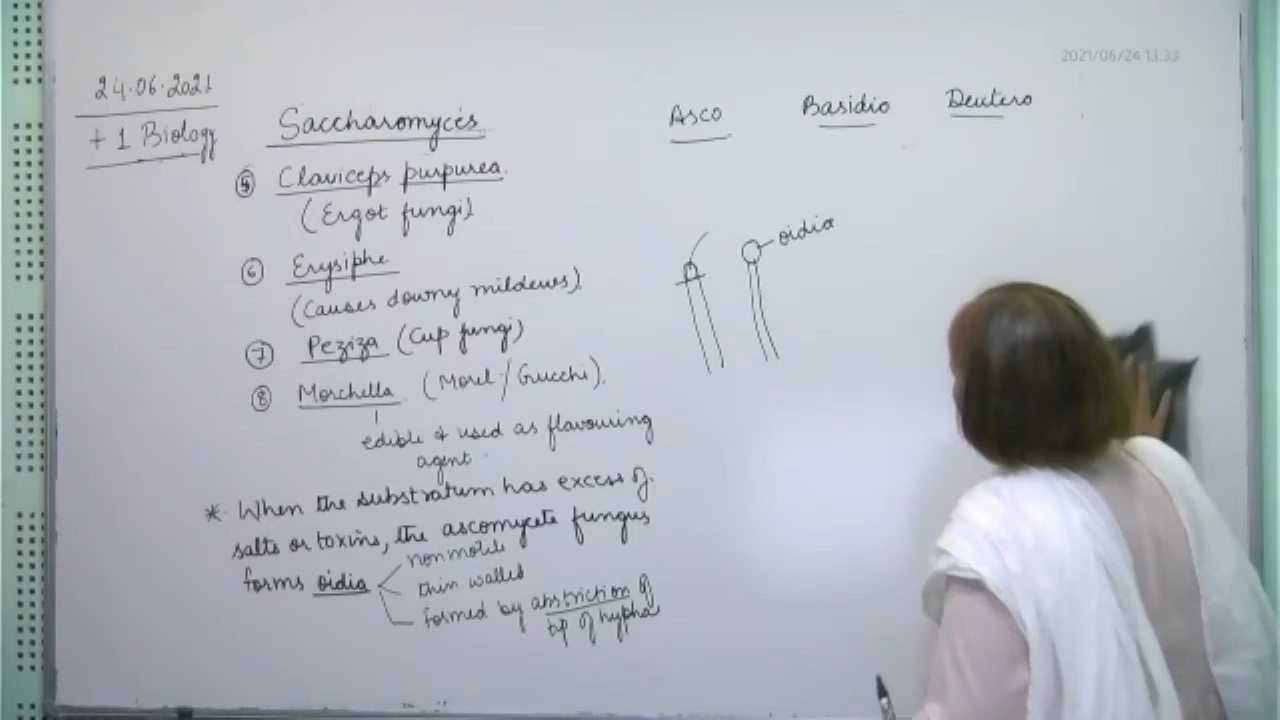 2021/06/24 13:33
24.06.2021
+ 1 Biology
Saccharomyces
Asco
Basidio
Deutero
5 Claviceps purpurea.
(Ergot fungi)
6 Erysiphe
(Causes downy mildews)
7 Peziza (Cup fungi)
8 Morchella (Morel / Gucchi).
edible & used as flavouring
agent.
* When the substratum has excess of
salts or toxins, the ascomycete fungus
forms oidia
nonmotile
thin walled
formed by abstriction of
tip of hypha
oidia